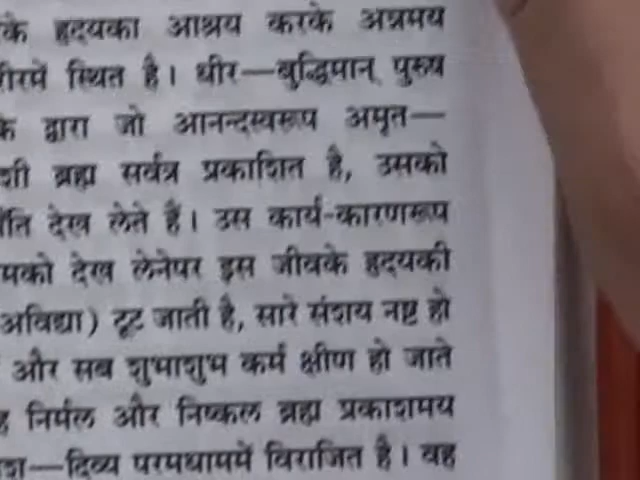 के हृदयका आश्रय करके अन्नमय
रीरमें स्थित है। धीर—बुद्धिमान् पुरुष
के द्वारा जो आनन्दस्वरूप अमृत—
शी ब्रह्म सर्वत्र प्रकाशित है, उसको
ति देख लेते हैं। उस कार्य-कारणरूप
मको देख लेनेपर इस जीवके हृदयकी
अविद्या) टूट जाती है, सारे संशय नष्ट हो
और सब शुभाशुभ कर्म क्षीण हो जाते
निर्मल और निष्कल ब्रह्म प्रकाशमय
श—दिव्य परमधाममें विराजित है। वह